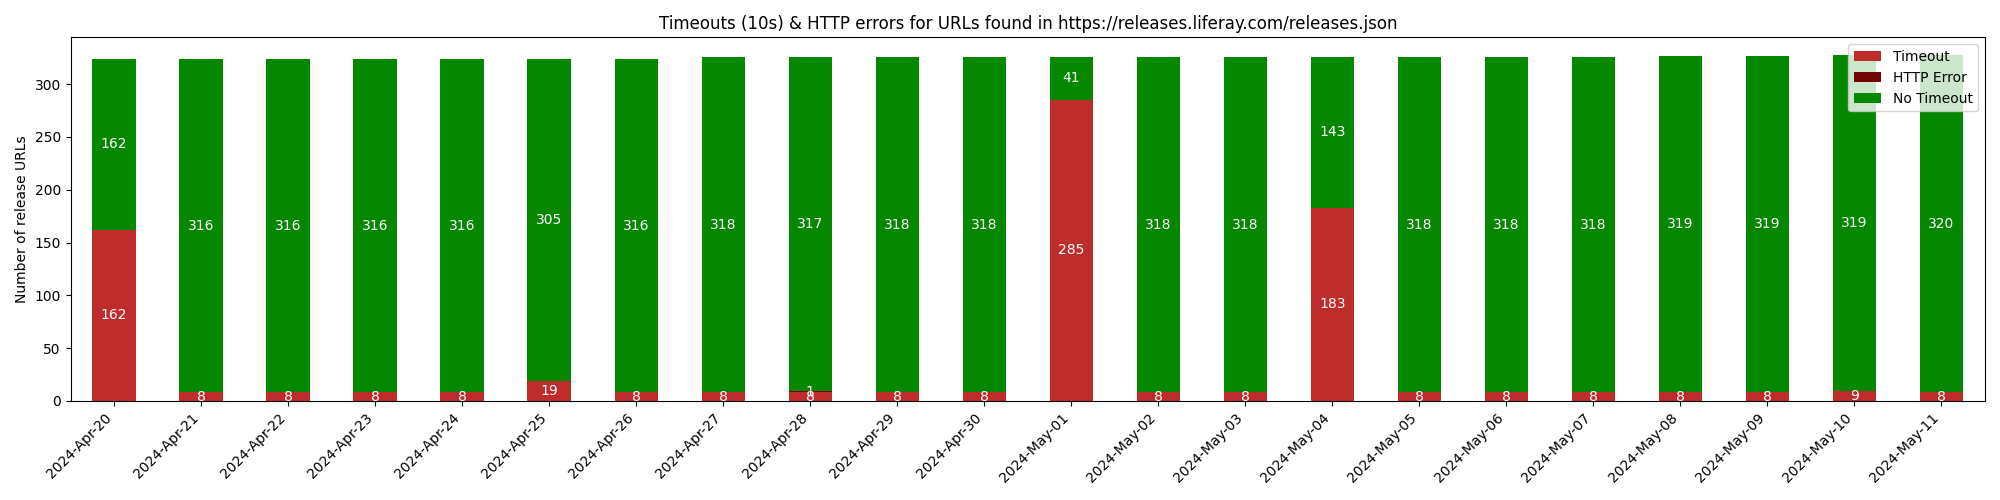 Timeouts (10s) & HTTP errors for URLs found in https://releases.liferay.com/releases.json
Timeout
HTTP Error
No Timeout
Number of release URLs
300
250
200
150
100
50
0
162 316 316 316 316 305 316 318 317 318 318 41 318 318 143 318 318 318 319 319 319 320
1
162 8 8 8 8 19 8 8 8 8 285 8 8 183 8 8 8 8 8 9 8
2024-Apr-20 2024-Apr-21 2024-Apr-22 2024-Apr-23 2024-Apr-24 2024-Apr-25 2024-Apr-26 2024-Apr-27 2024-Apr-28 2024-Apr-29 2024-Apr-30 2024-May-01 2024-May-02 2024-May-03 2024-May-04 2024-May-05 2024-May-06 2024-May-07 2024-May-08 2024-May-09 2024-May-10 2024-May-11